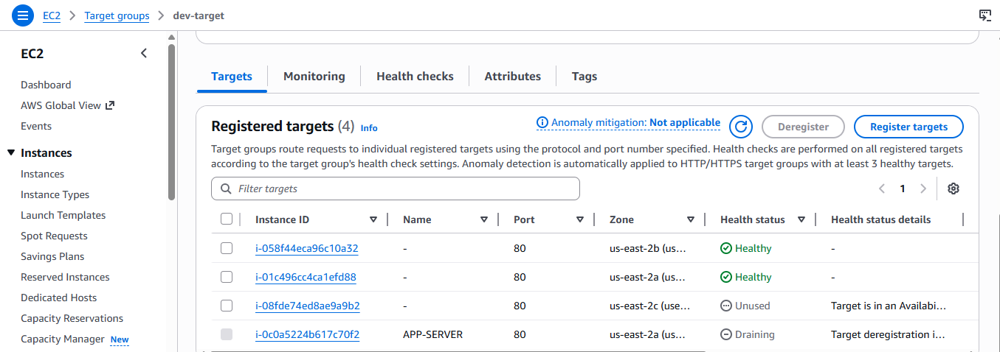 EC2 > Target groups > dev-target
EC2
Dashboard
AWS Global View
Events
Instances
Instances
Instance Types
Launch Templates
Spot Requests
Savings Plans
Reserved Instances
Dedicated Hosts
Capacity Reservations
Capacity Manager New
Targets Monitoring Health checks Attributes Tags
Registered targets (4) Info
Anomaly mitigation: Not applicable
Deregister
Register targets
Target groups route requests to individual registered targets using the protocol and port number specified. Health checks are performed on all registered targets
according to the target group's health check settings. Anomaly detection is automatically applied to HTTP/HTTPS target groups with at least 3 healthy targets.
Filter targets
1
Instance ID Name Port Zone Health status Health status details
i-058f44eca96c10a32 - 80 us-east-2b (us... Healthy -
i-01c496cc4ca1efd88 - 80 us-east-2a (us... Healthy -
i-08fde74ed8ae9a9b2 - 80 us-east-2c (use... Unused Target is in an Availabi...
i-0c0a5224b617c70f2 APP-SERVER 80 us-east-2a (us... Draining Target deregistration i...